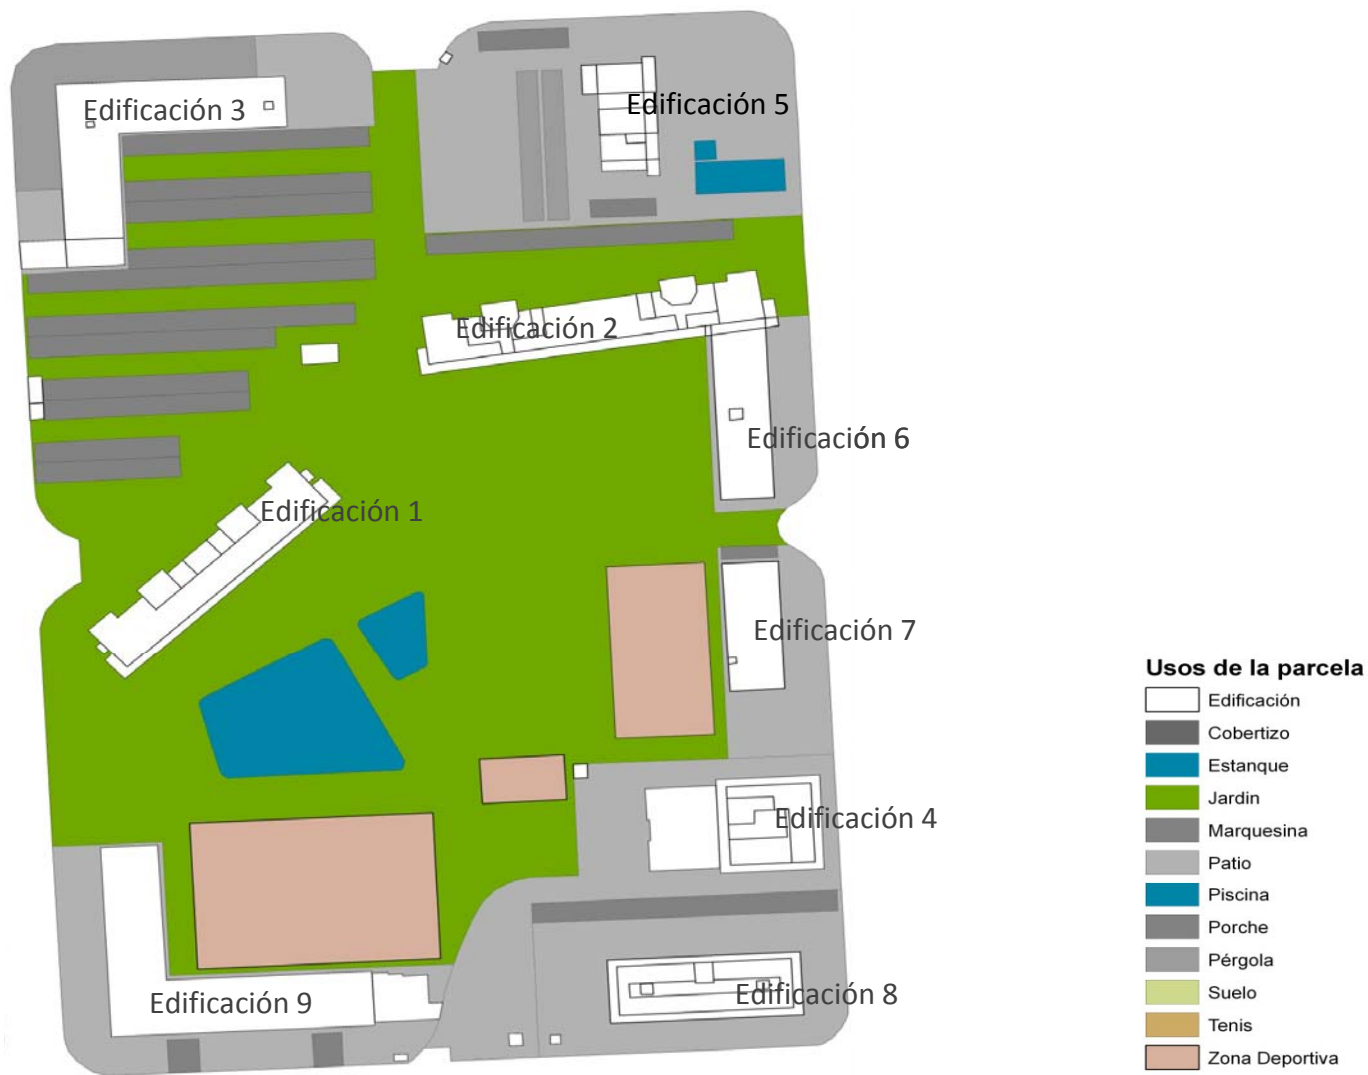 Edificación 5
Edificación 3
Edificación 2
Edificación 6
Edificación 1
Edificación 7
Edificación 4
Edificación 8
Edificación 9
Usos de la parcela
Edificación
Cobertizo
Estanque
Jardin
Marquesina
Patio
Piscina
Porche
Pérgola
Suelo
Tenis
Zona Deportiva